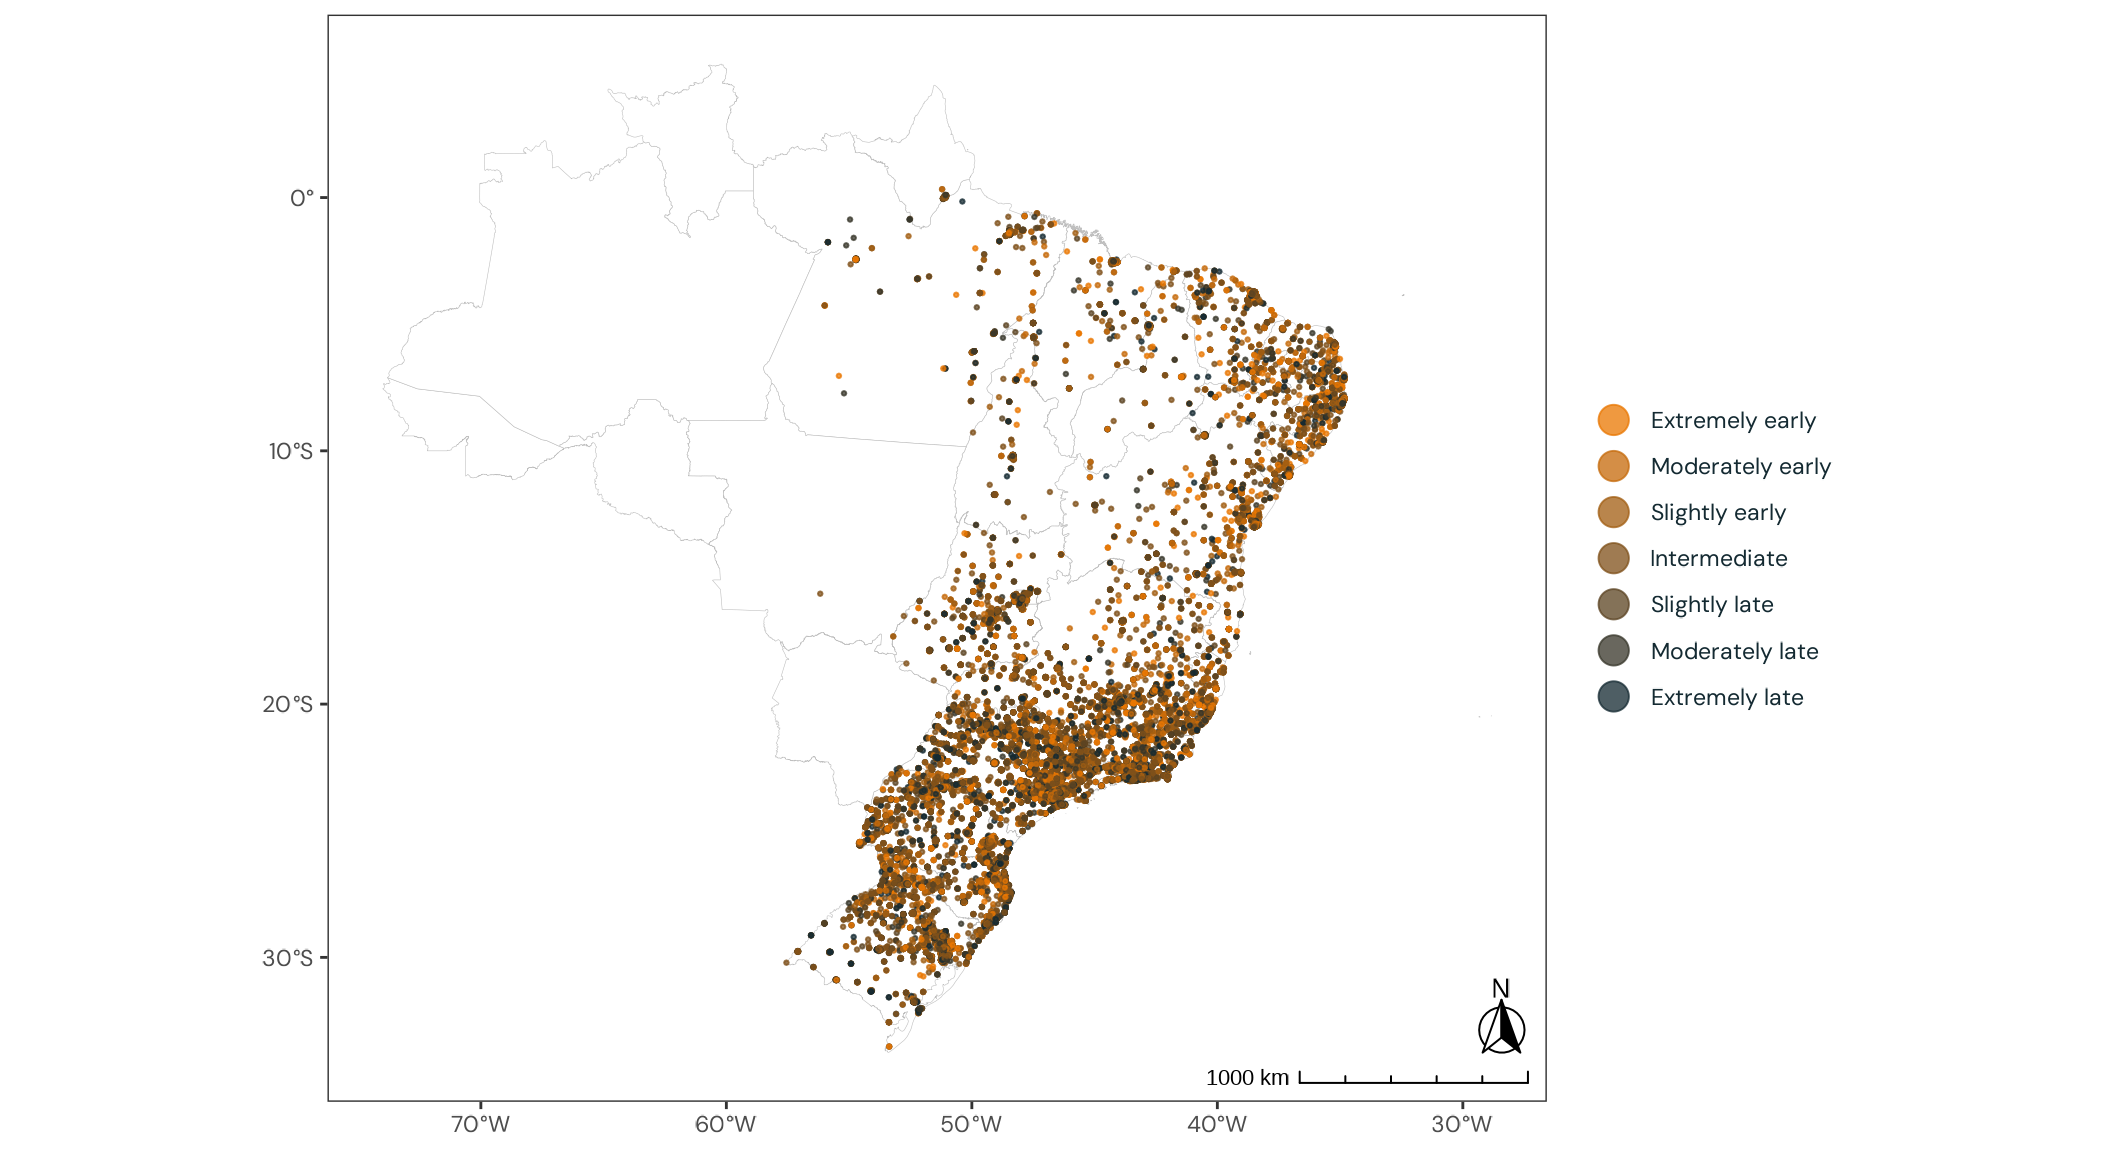 0°
10°S
20°S
30°S
70°W
60°W
50°W
40°W
30°W
N
1000 km
Extremely early
Moderately early
Slightly early
Intermediate
Slightly late
Moderately late
Extremely late